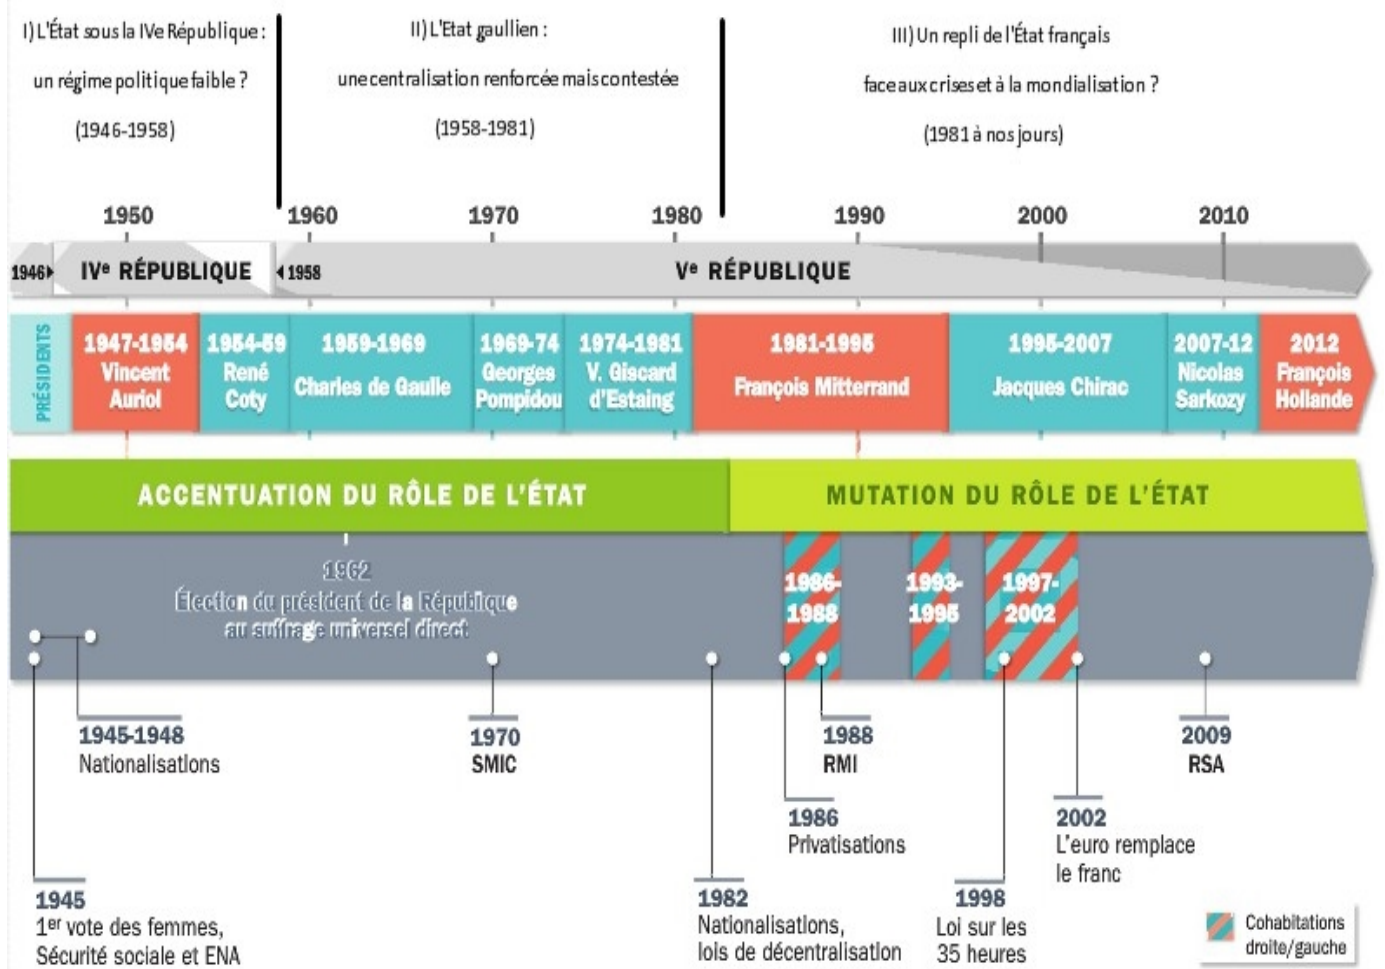 I) L'État sous la IVe République :
un régime politique faible ?
(1946-1958)
II) L'Etat gaullien :
une centralisation renforcée mais contestée
(1958-1981)
III) Un repli de l'État français
face aux crises et à la mondialisation ?
(1981 à nos jours)
1950
1960
1970
1980
1990
2000
2010
1946
IVe RÉPUBLIQUE
1958
Ve RÉPUBLIQUE
PRÉSIDENTS
1947-1954
Vincent
Auriol
1954-59
René
Coty
1959-1969
Charles de Gaulle
1969-74
Georges
Pompidou
1974-1981
V. Giscard
d'Estaing
1981-1995
François Mitterrand
1995-2007
Jacques Chirac
2007-12
Nicolas
Sarkozy
2012
François
Hollande
ACCENTUATION DU RÔLE DE L'ÉTAT
MUTATION DU RÔLE DE L'ÉTAT
1962
Élection du président de la République
au suffrage universel direct
1986-
1988
1993-
1995
1997-
2002
1945-1948
Nationalisations
1970
SMIC
1988
RMI
2009
RSA
1986
Privatisations
2002
L'euro remplace
le franc
1945
1er vote des femmes,
Sécurité sociale et ENA
1982
Nationalisations,
lois de décentralisation
1998
Loi sur les
35 heures
Cohabitations
droite/gauche